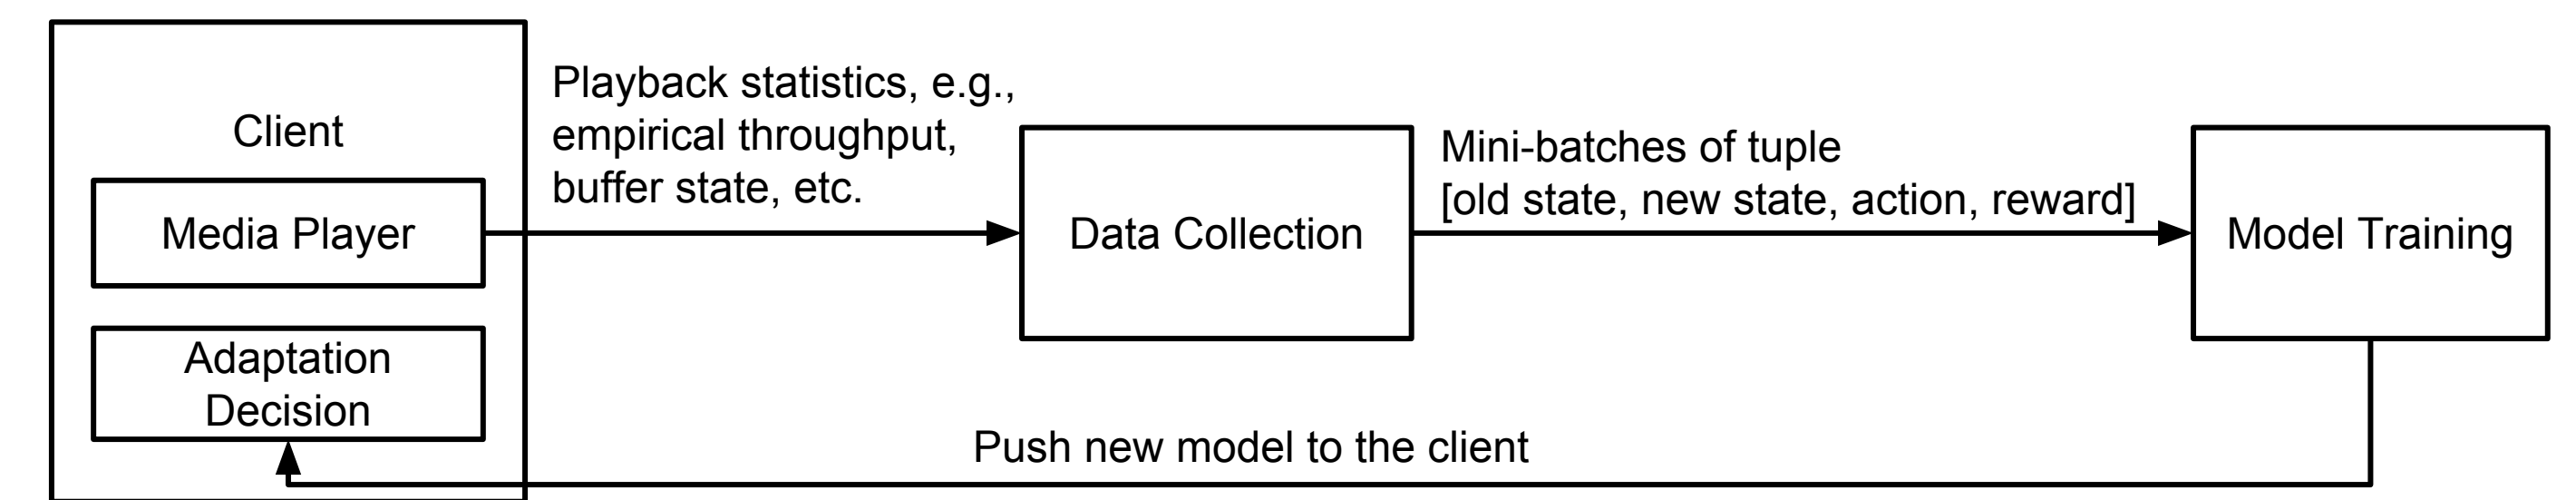 Client
Media Player
Adaptation
Decision
Playback statistics, e.g.,
empirical throughput,
buffer state, etc.
Data Collection
Mini-batches of tuple
[old state, new state, action, reward]
Model Training
Push new model to the client